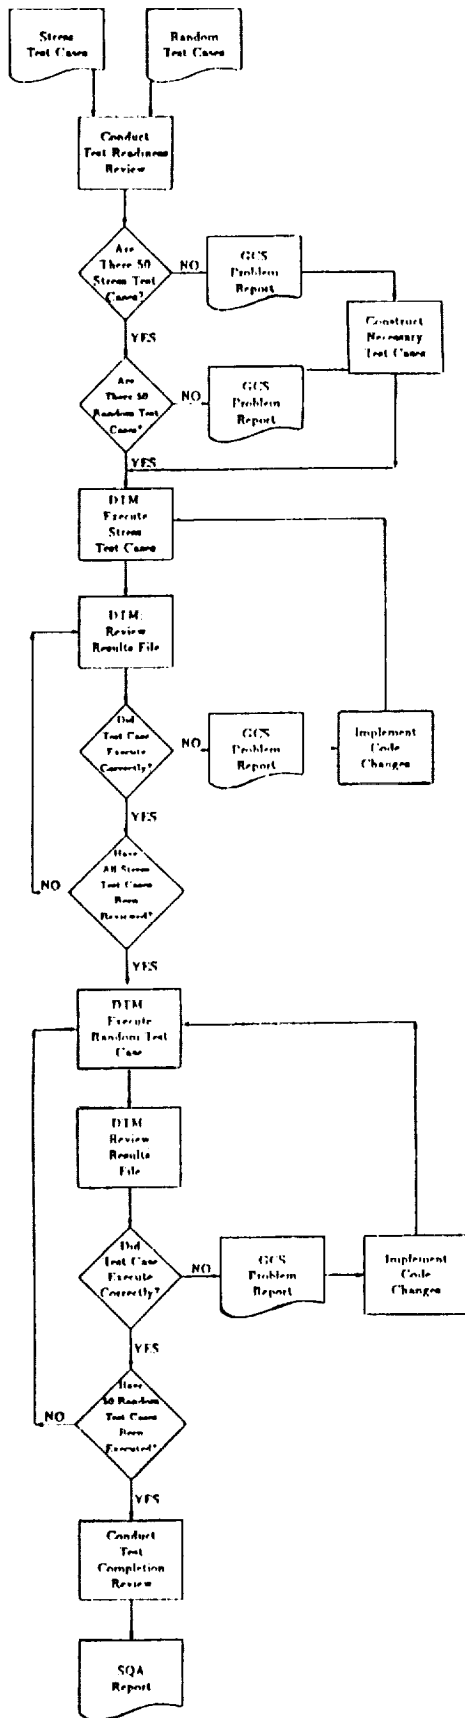 Stress
Test Cases
Random
Test Cases
Conduct
Test Readiness
Review
Are
There 50
Stress Test
Cases?
NO
GCS
Problem
Report
Construct
Necessary
Test Cases
YES
Are
There 50
Random Test
Cases?
NO
GCS
Problem
Report
YES
DTM
Execute
Stress
Test Cases
DTM:
Review
Results File
Did
Test Case
Execute
Correctly?
NO
GCS
Problem
Report
Implement
Code
Changes
YES
Have
All Stress
Test Cases
Been
Reviewed?
NO
YES
DTM
Execute
Random Test
Case
DTM
Review
Results
File
Did
Test Case
Execute
Correctly?
NO
GCS
Problem
Report
Implement
Code
Changes
YES
Have
50 Random
Test Cases
Been
Executed?
NO
YES
Conduct
Test
Completion
Review
SQA
Report